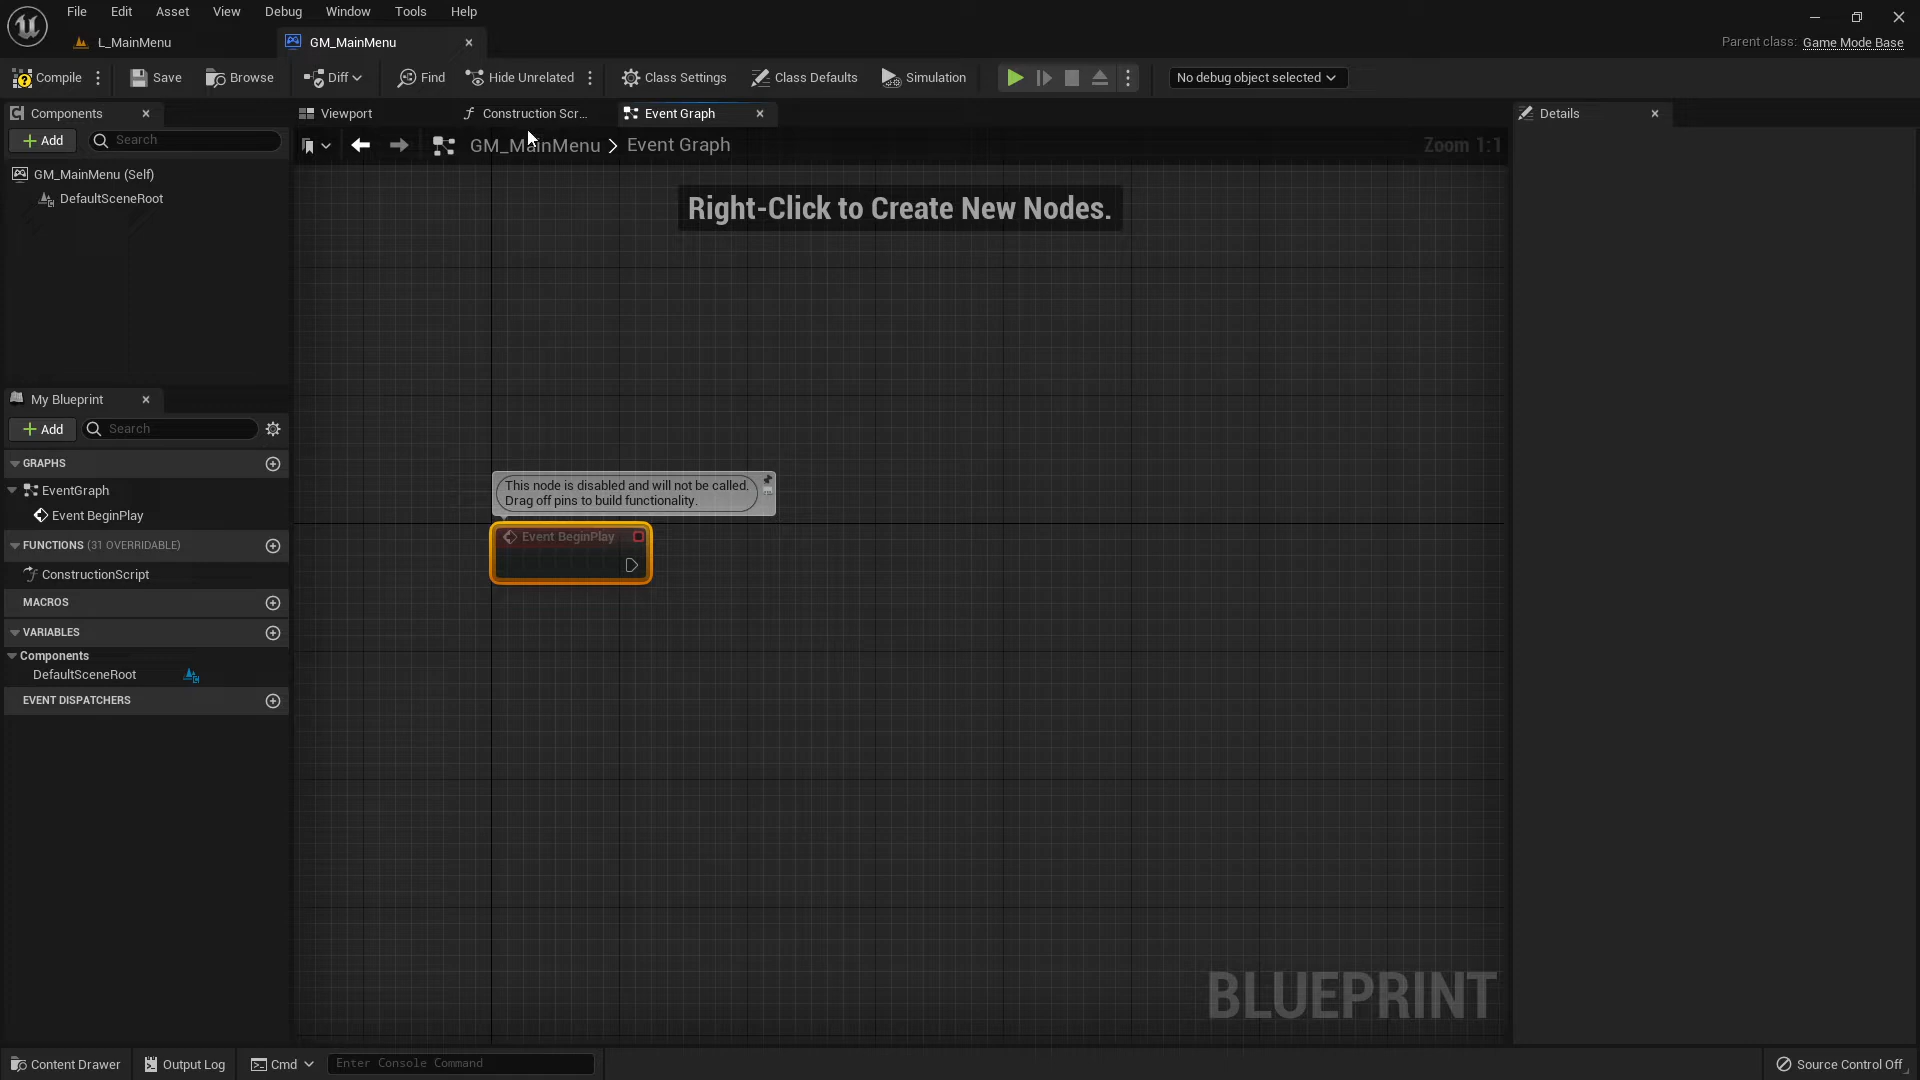 File Edit Asset View Debug Window Tools Help
L_MainMenu
GM_MainMenu
Parent class: Game Mode Base
Compile Save Browse Diff Find Hide Unrelated Class Settings Class Defaults Simulation No debug object selected
Components
Viewport
Construction Scr...
Event Graph
Details
Add
Search
GM_MainMenu > Event Graph
Zoom 1:1
GM_MainMenu (Self)
DefaultSceneRoot
Right-Click to Create New Nodes.
My Blueprint
Add
Search
GRAPHS
EventGraph
Event BeginPlay
FUNCTIONS (31 OVERRIDABLE)
ConstructionScript
MACROS
VARIABLES
Components
DefaultSceneRoot
EVENT DISPATCHERS
This node is disabled and will not be called.
Drag off pins to build functionality.
Event BeginPlay
BLUEPRINT
Content Drawer Output Log Cmd Enter Console Command Source Control Off